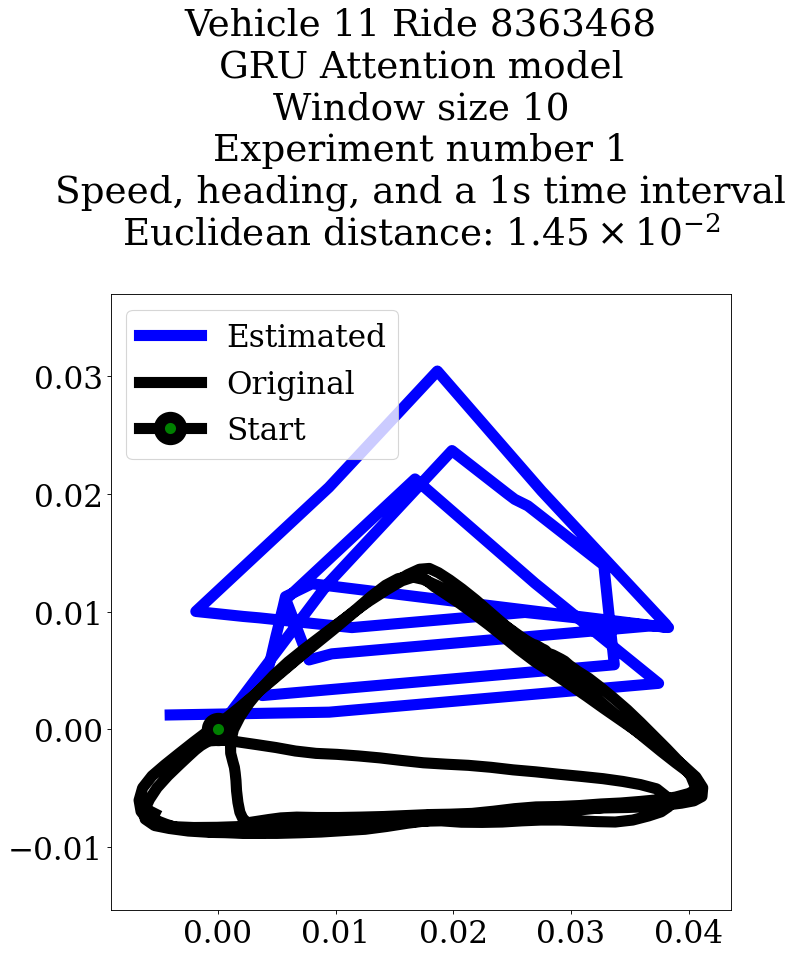 Vehicle 11 Ride 8363468
GRU Attention model
Window size 10
Experiment number 1
Speed, heading, and a 1s time interval
Euclidean distance: 1.45 × 10⁻²
Estimated
Original
Start
0.03
0.02
0.01
0.00
−0.01
0.00 0.01 0.02 0.03 0.04